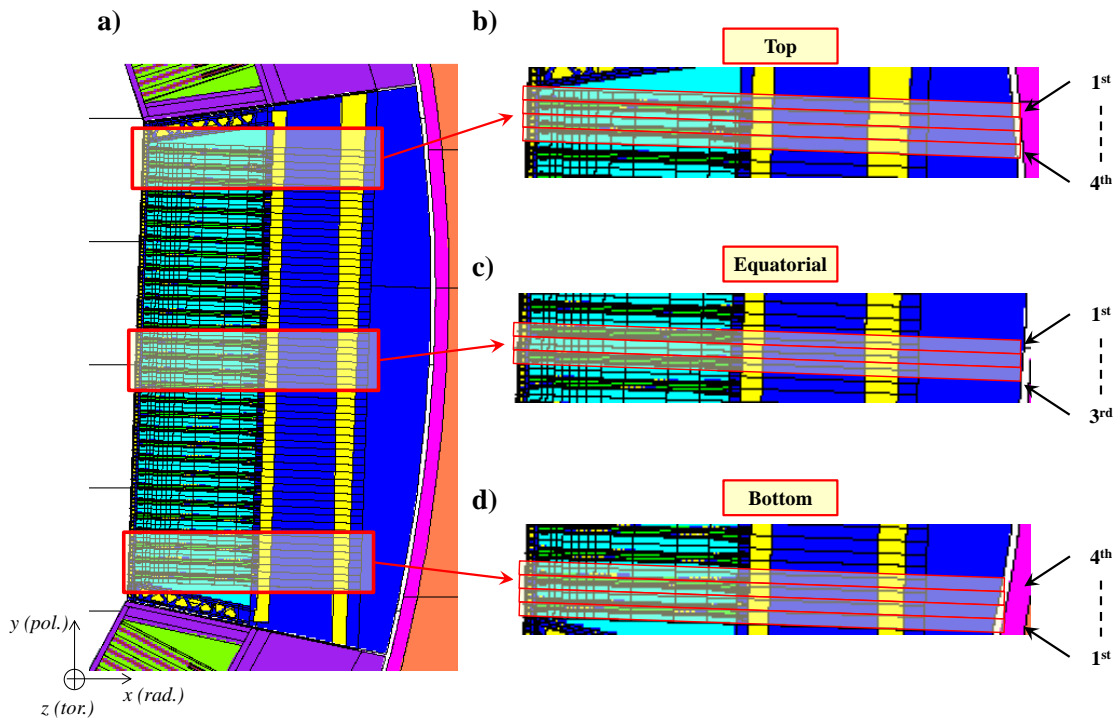 a)
b)
Top
1st
4th
c)
Equatorial
1st
3rd
d)
Bottom
4th
1st
y (pol.)
x (rad.)
z (tor.)